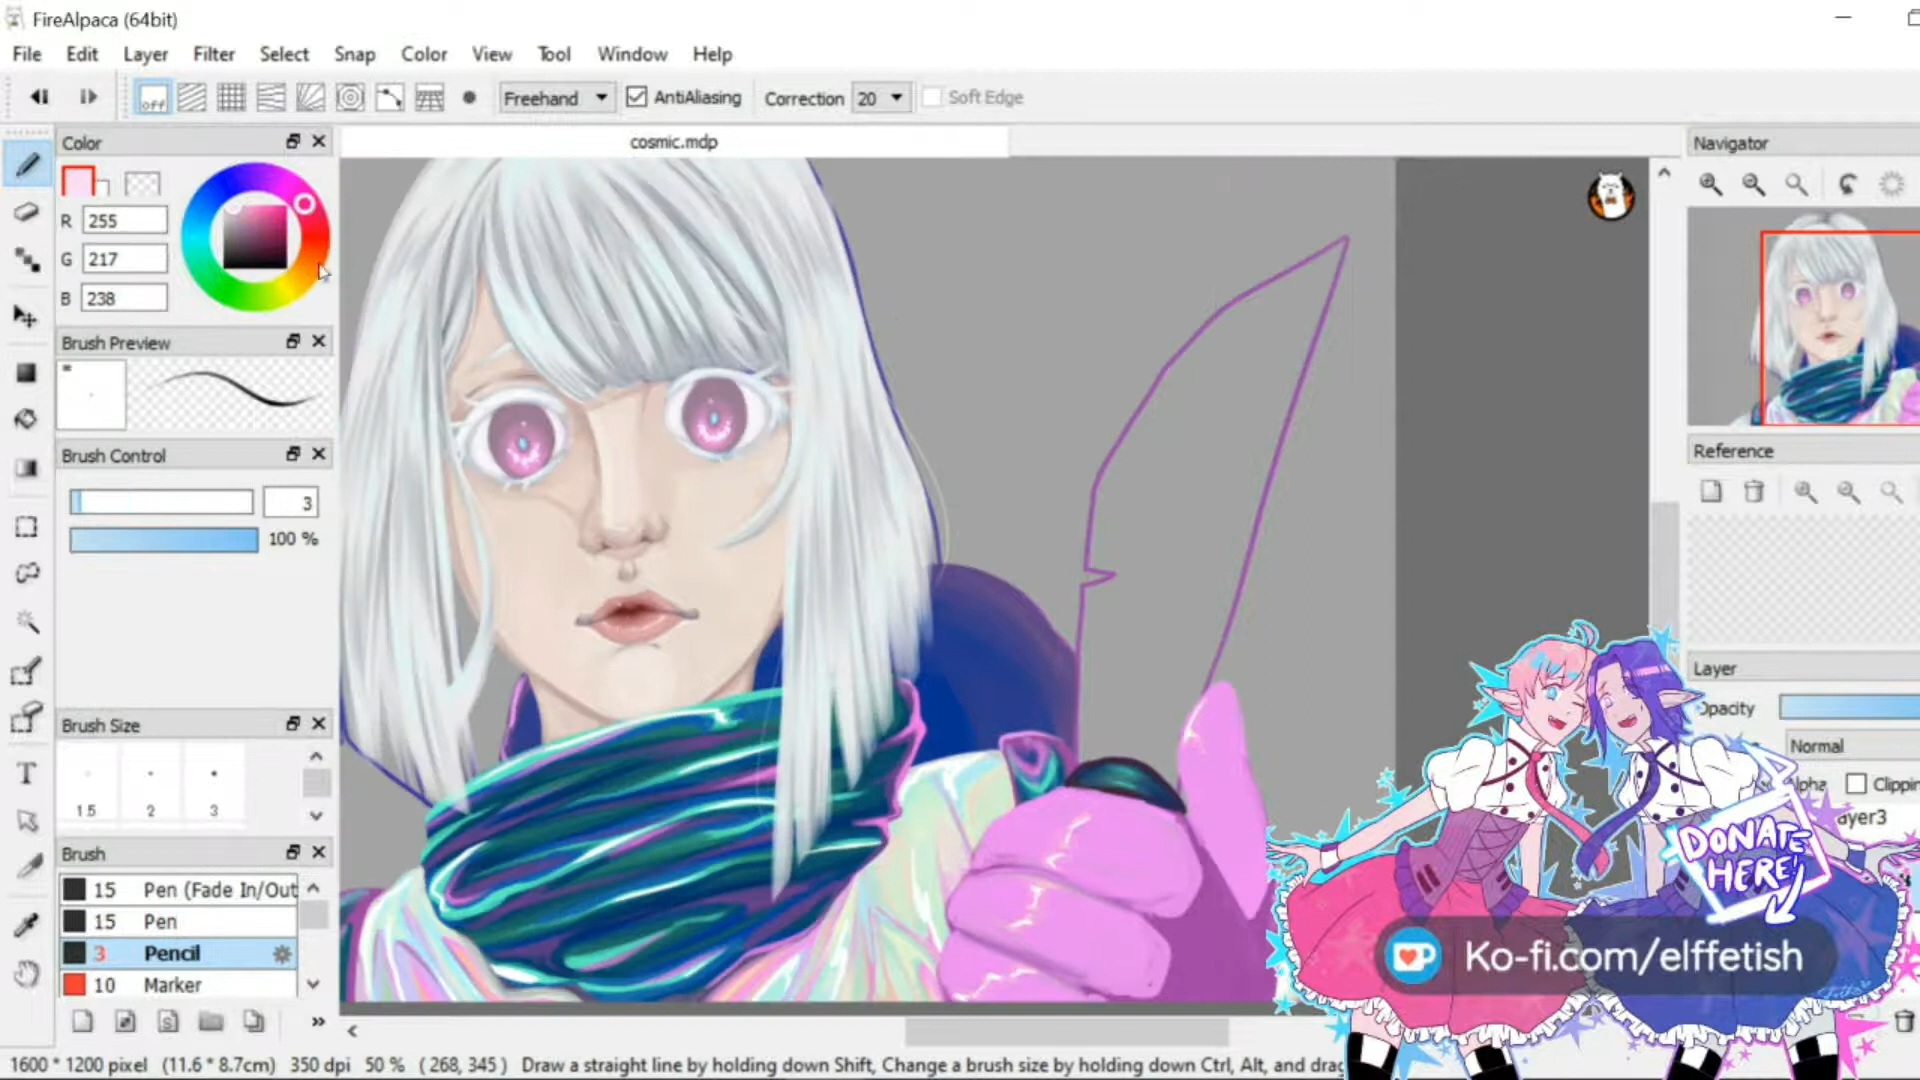 FireAlpaca (64bit)
File Edit Layer Filter Select Snap Color View Tool Window Help
off Freehand AntiAliasing Correction 20 Soft Edge
Color
cosmic.mdp
Navigator
R 255
G 217
B 238
Brush Preview
Brush Control
3
100 %
Reference
Layer
Opacity
Normal
Alpha Clippin
ayer3
Brush Size
1.5 2 3
Brush
15 Pen (Fade In/Out
15 Pen
3 Pencil
10 Marker
DONATE
HERE!
Ko-fi.com/elffetish
1600 * 1200 pixel (11.6 * 8.7cm) 350 dpi 50 % ( 268, 345 ) Draw a straight line by holding down Shift, Change a brush size by holding down Ctrl, Alt, and drag